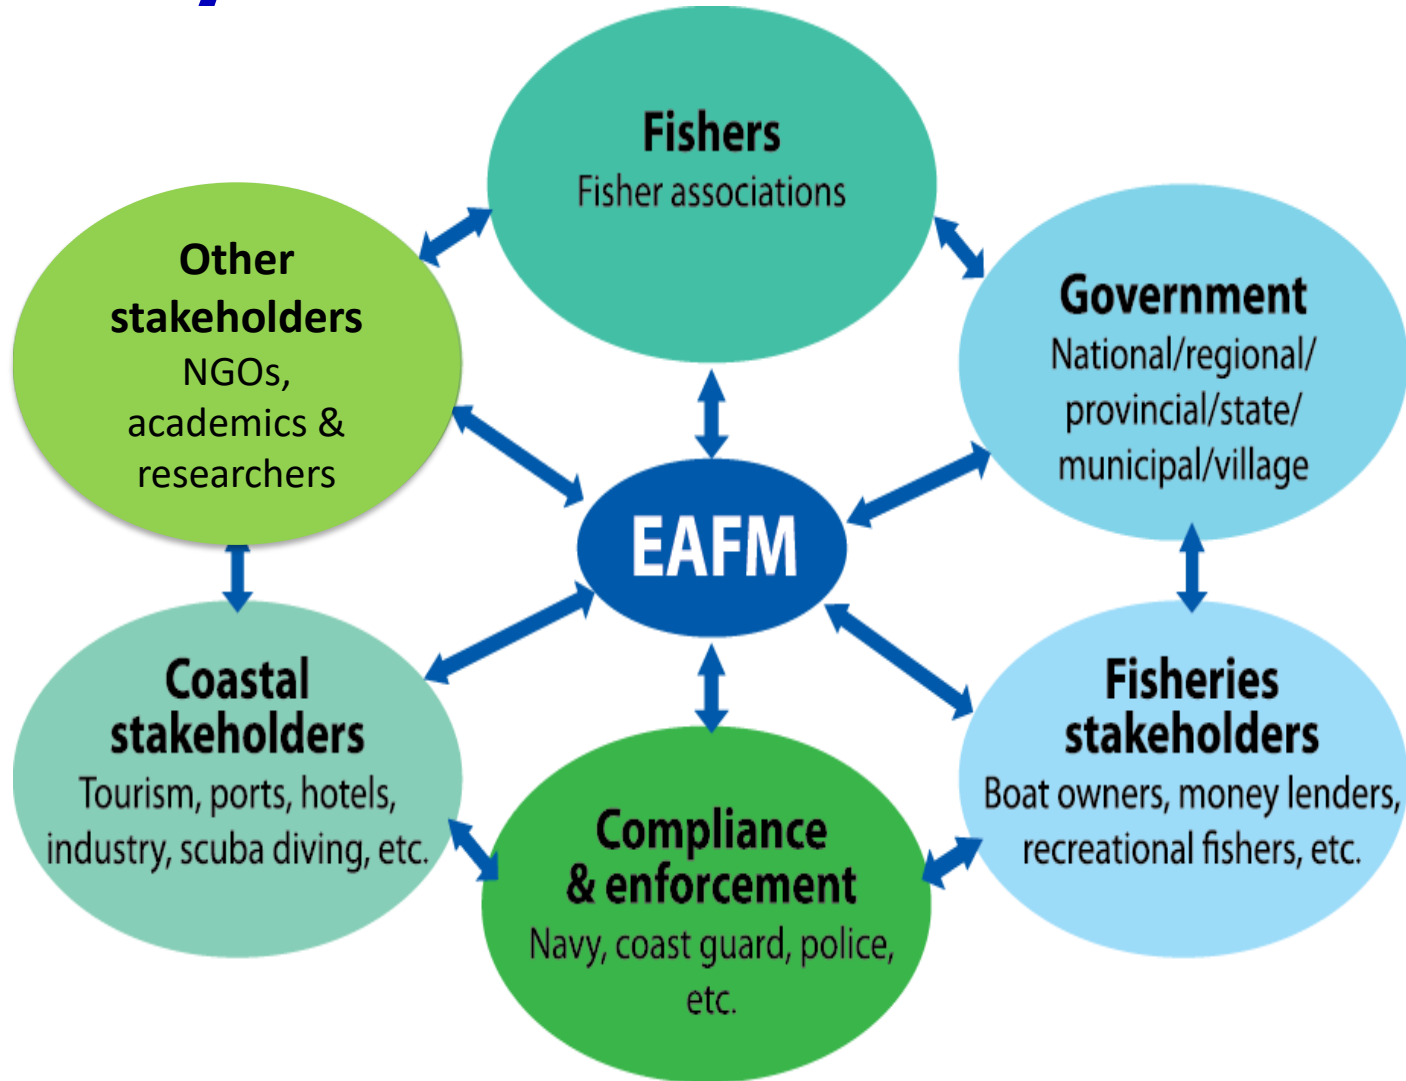 Fishers
Fisher associations
Other
stakeholders
NGOs,
academics &
researchers
Government
National/regional/
provincial/state/
municipal/village
EAFM
Coastal
stakeholders
Tourism, ports, hotels,
industry, scuba diving, etc.
Fisheries
stakeholders
Boat owners, money lenders,
recreational fishers, etc.
Compliance
& enforcement
Navy, coast guard, police,
etc.